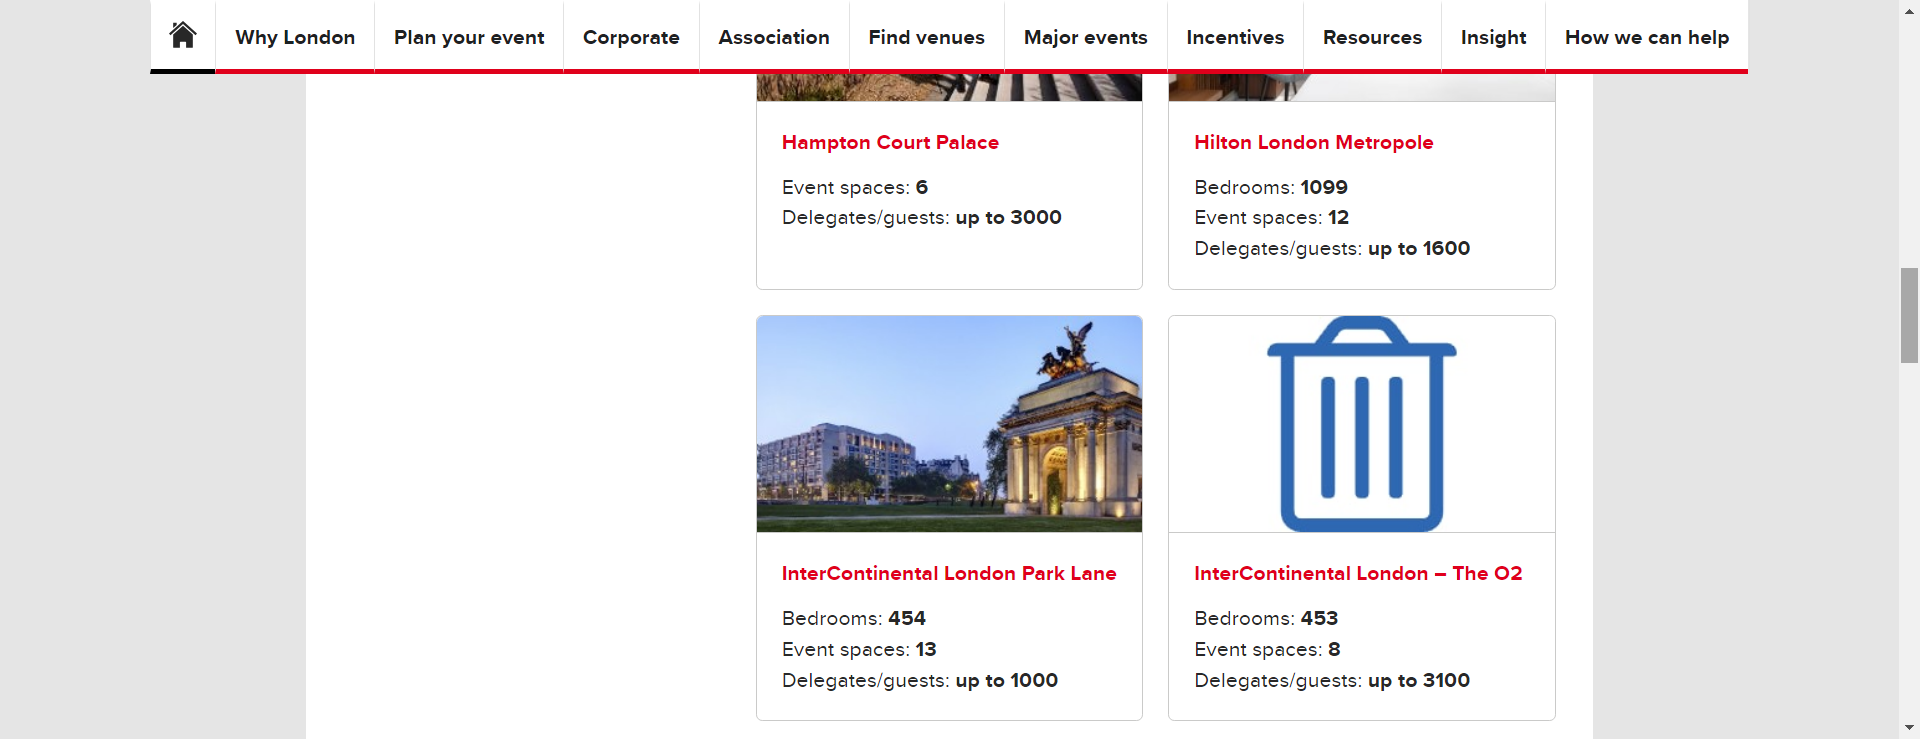 Why London
Plan your event
Corporate
Association
Find venues
Major events
Incentives
Resources
Insight
How we can help
Hampton Court Palace
Event spaces: 6
Delegates/guests: up to 3000
Hilton London Metropole
Bedrooms: 1099
Event spaces: 12
Delegates/guests: up to 1600
InterContinental London Park Lane
Bedrooms: 454
Event spaces: 13
Delegates/guests: up to 1000
InterContinental London – The O2
Bedrooms: 453
Event spaces: 8
Delegates/guests: up to 3100